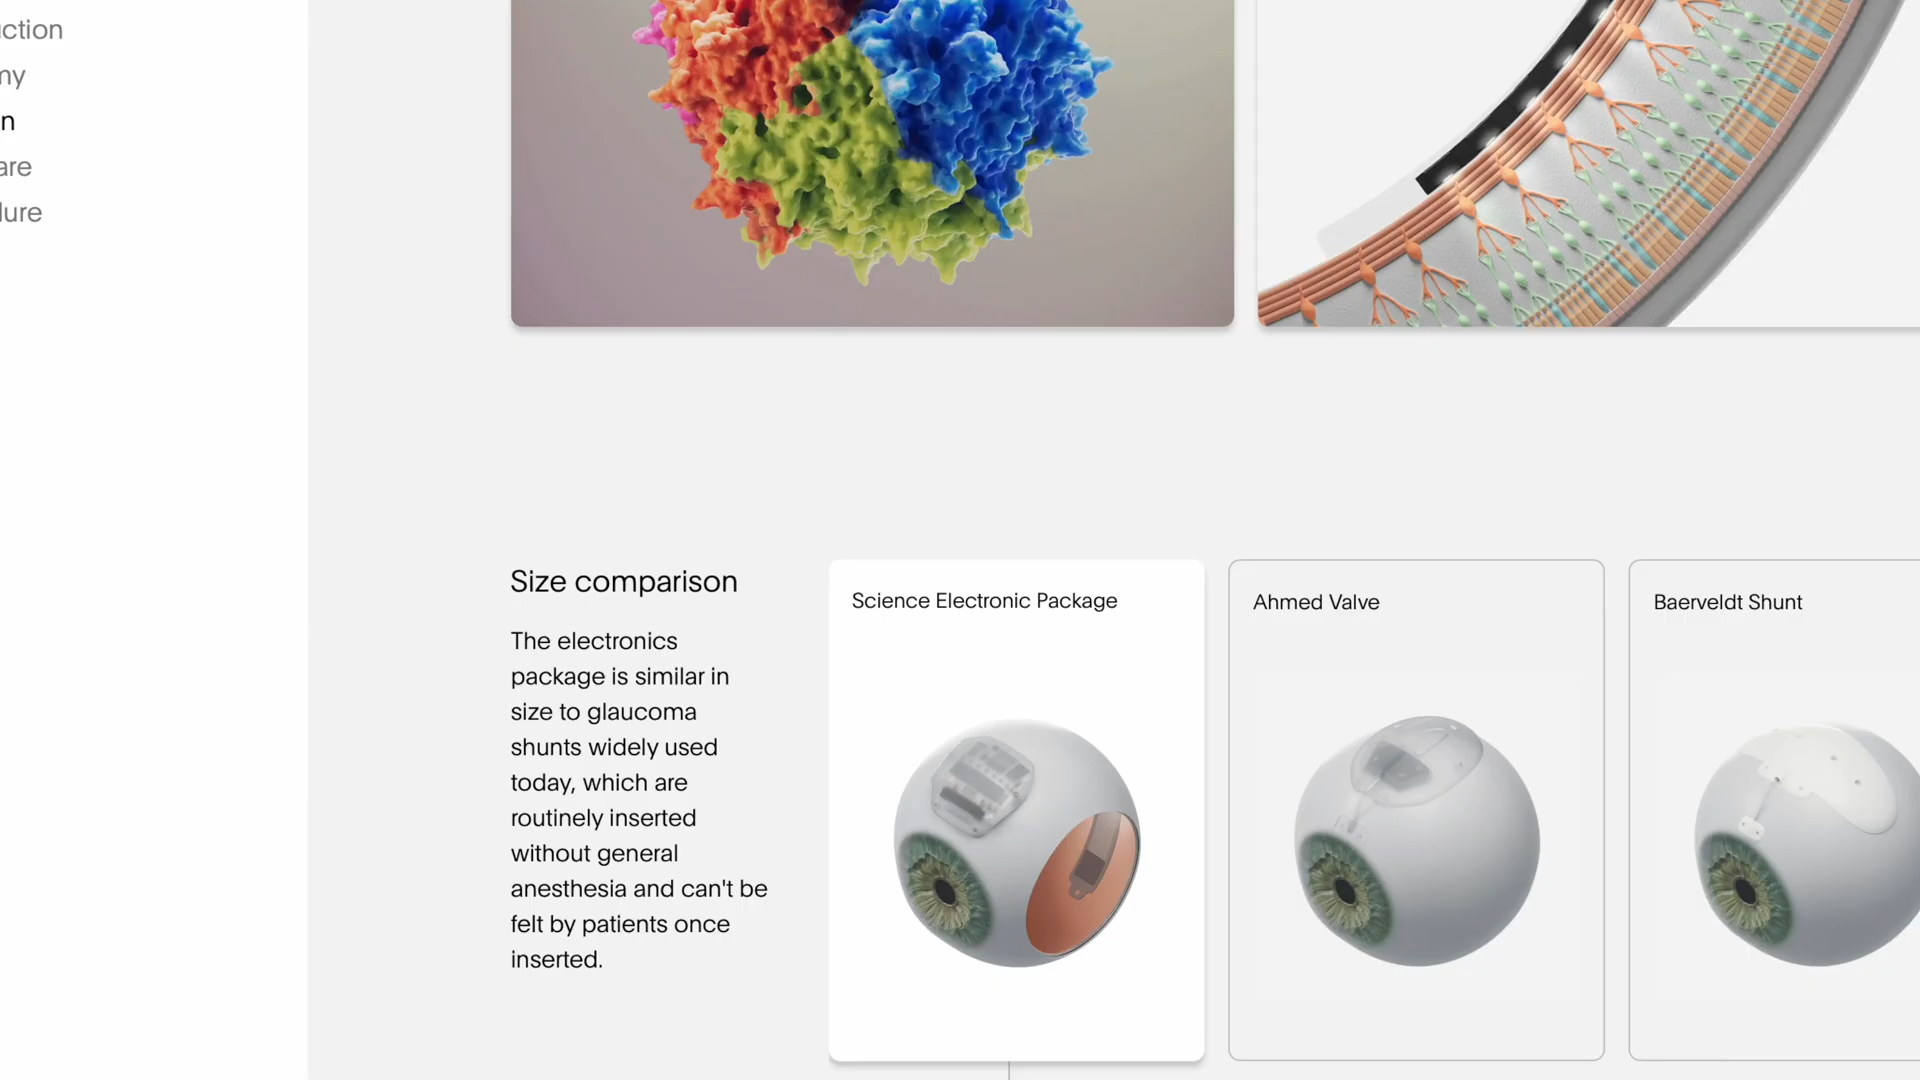 ction
my
n
are
lure
Size comparison
The electronics
package is similar in
size to glaucoma
shunts widely used
today, which are
routinely inserted
without general
anesthesia and can't be
felt by patients once
inserted.
Science Electronic Package
Ahmed Valve
Baerveldt Shunt